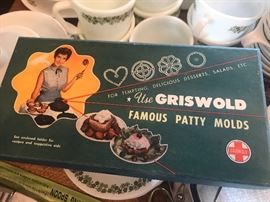 FOR TEMPTING, DELICIOUS DESSERTS, SALADS, ETC.
★ Use GRISWOLD
FAMOUS PATTY MOLDS
See enclosed folder for
recipes and suggestive aids
GRISWOLD